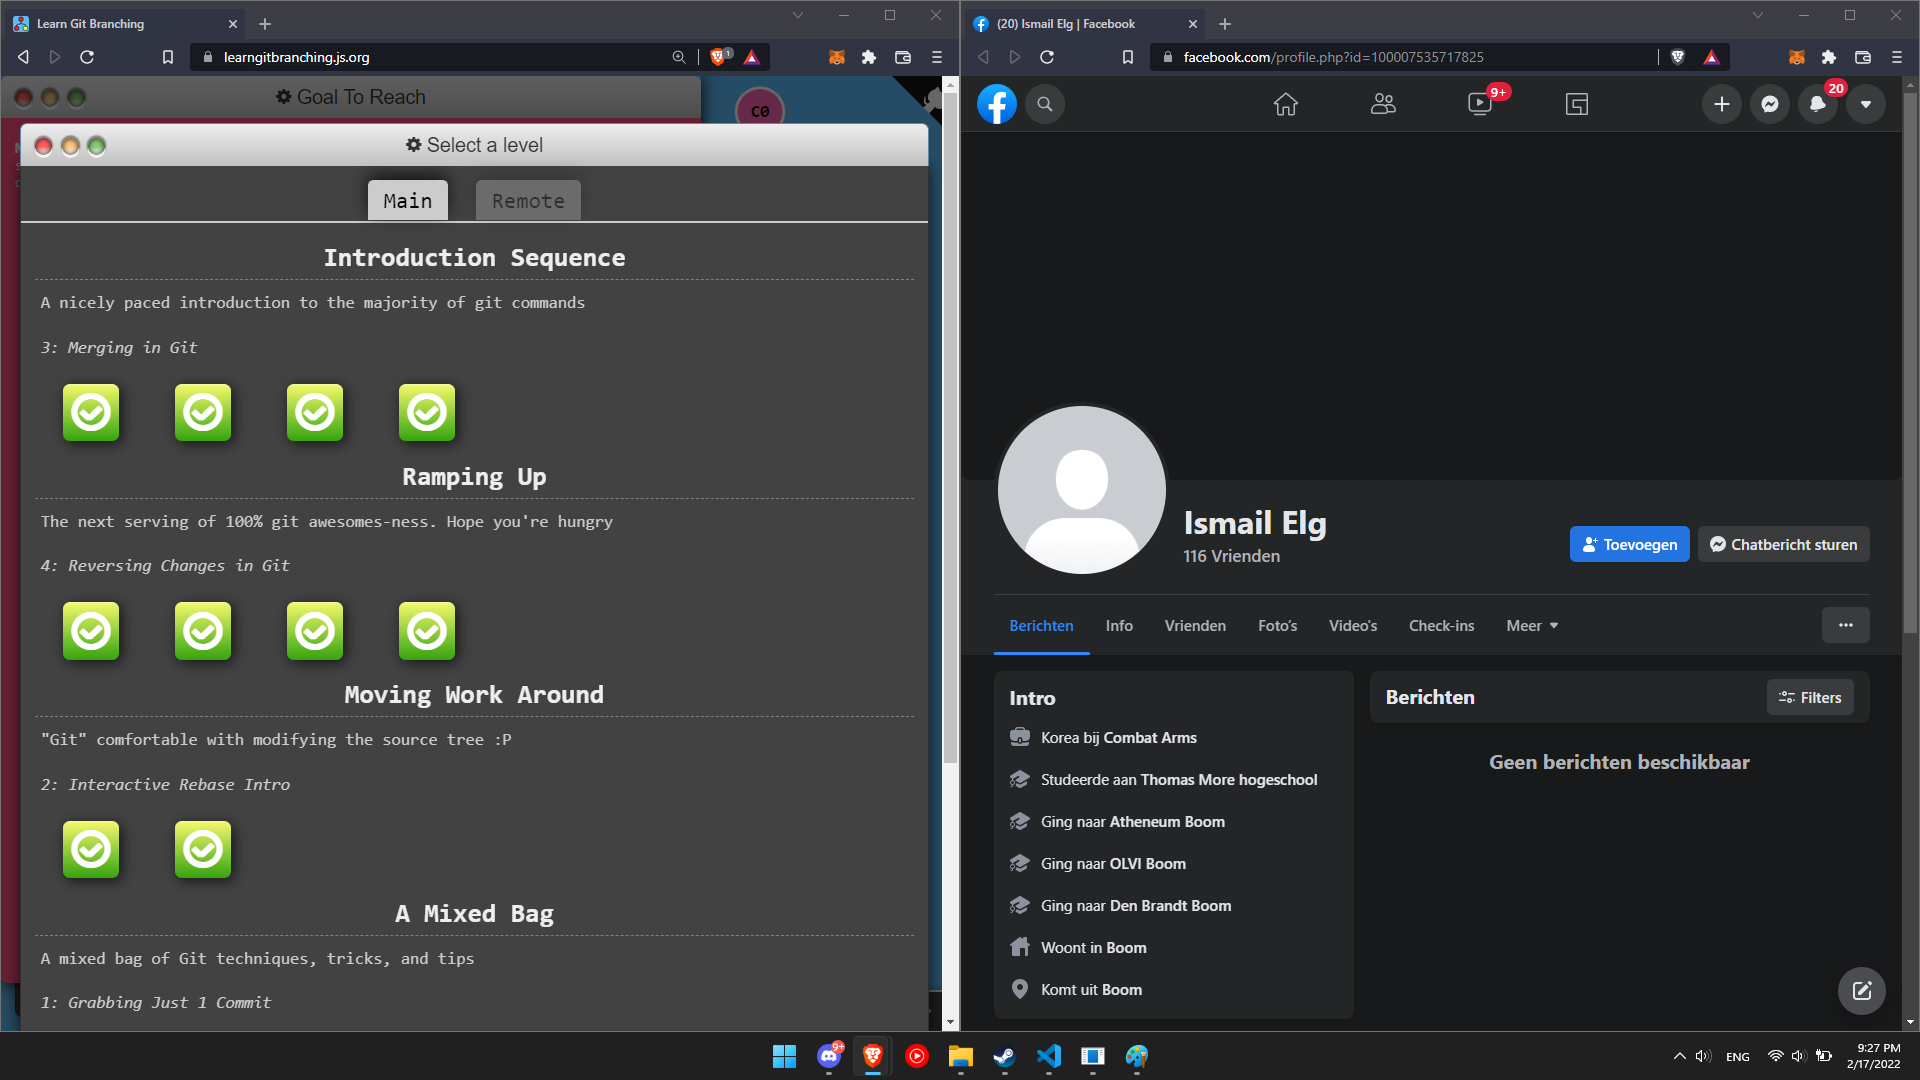 Learn Git Branching
learngitbranching.js.org
1
Goal To Reach
C0
Select a level
Main
Remote
Introduction Sequence
A nicely paced introduction to the majority of git commands
3: Merging in Git
Ramping Up
The next serving of 100% git awesomes-ness. Hope you're hungry
4: Reversing Changes in Git
Moving Work Around
"Git" comfortable with modifying the source tree :P
2: Interactive Rebase Intro
A Mixed Bag
A mixed bag of Git techniques, tricks, and tips
1: Grabbing Just 1 Commit
(20) Ismail Elg | Facebook
facebook.com/profile.php?id=100007535717825
9+
20
Ismail Elg
116 Vrienden
Toevoegen
Chatbericht sturen
Berichten
Info
Vrienden
Foto's
Video's
Check-ins
Meer
Intro
Korea bij Combat Arms
Studeerde aan Thomas More hogeschool
Ging naar Atheneum Boom
Ging naar OLVI Boom
Ging naar Den Brandt Boom
Woont in Boom
Komt uit Boom
Berichten
Filters
Geen berichten beschikbaar
9+
ENG
9:27 PM
2/17/2022